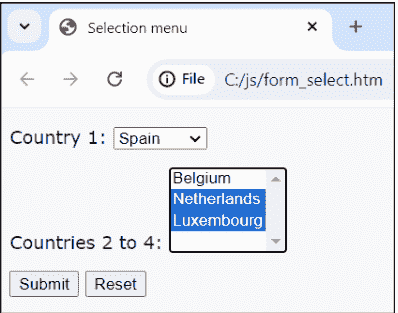 Selection menu
File C:/js/form_select.htm
Country 1: Spain
Belgium
Netherlands
Luxembourg
Countries 2 to 4:
Submit Reset